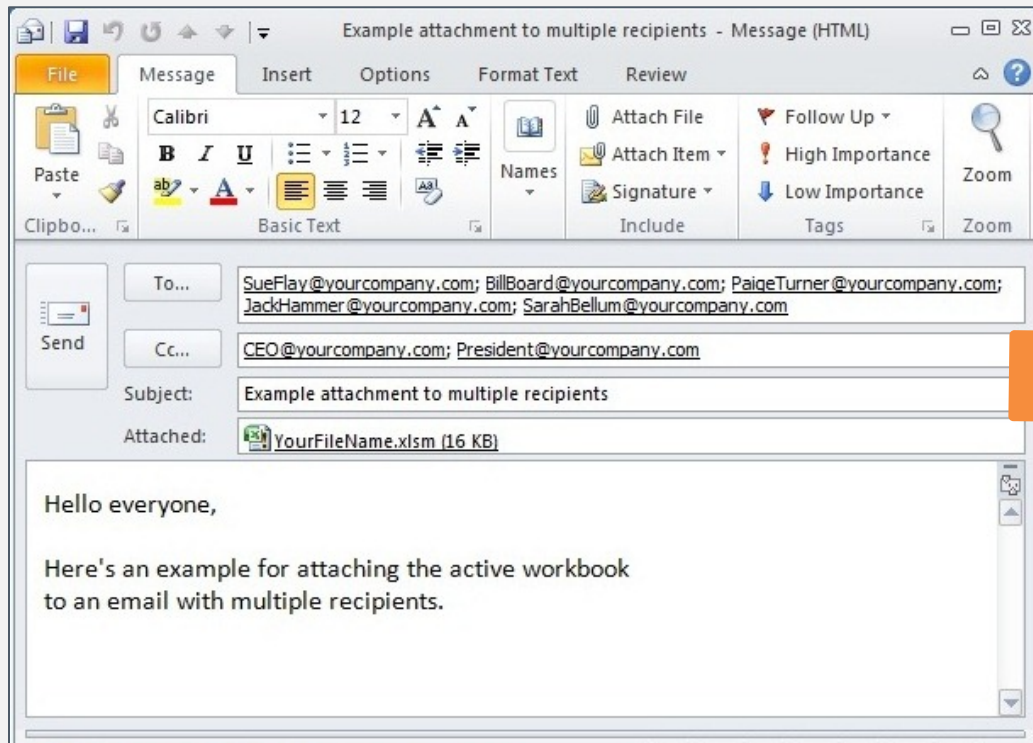 Example attachment to multiple recipients - Message (HTML)
File Message Insert Options Format Text Review
Calibri 12 A A
Names
Attach File
Follow Up
B I U
Attach Item
High Importance
Paste
ab A Aa
Signature
Low Importance
Zoom
Clipbo... Basic Text Include Tags Zoom
To... SueFlay@yourcompany.com; BillBoard@yourcompany.com; PaigeTurner@yourcompany.com;
JackHammer@yourcompany.com; SarahBellum@yourcompany.com
Send
Cc... CEO@yourcompany.com; President@yourcompany.com
Subject: Example attachment to multiple recipients
Attached: YourFileName.xlsm (16 KB)
Hello everyone,
Here's an example for attaching the active workbook
to an email with multiple recipients.